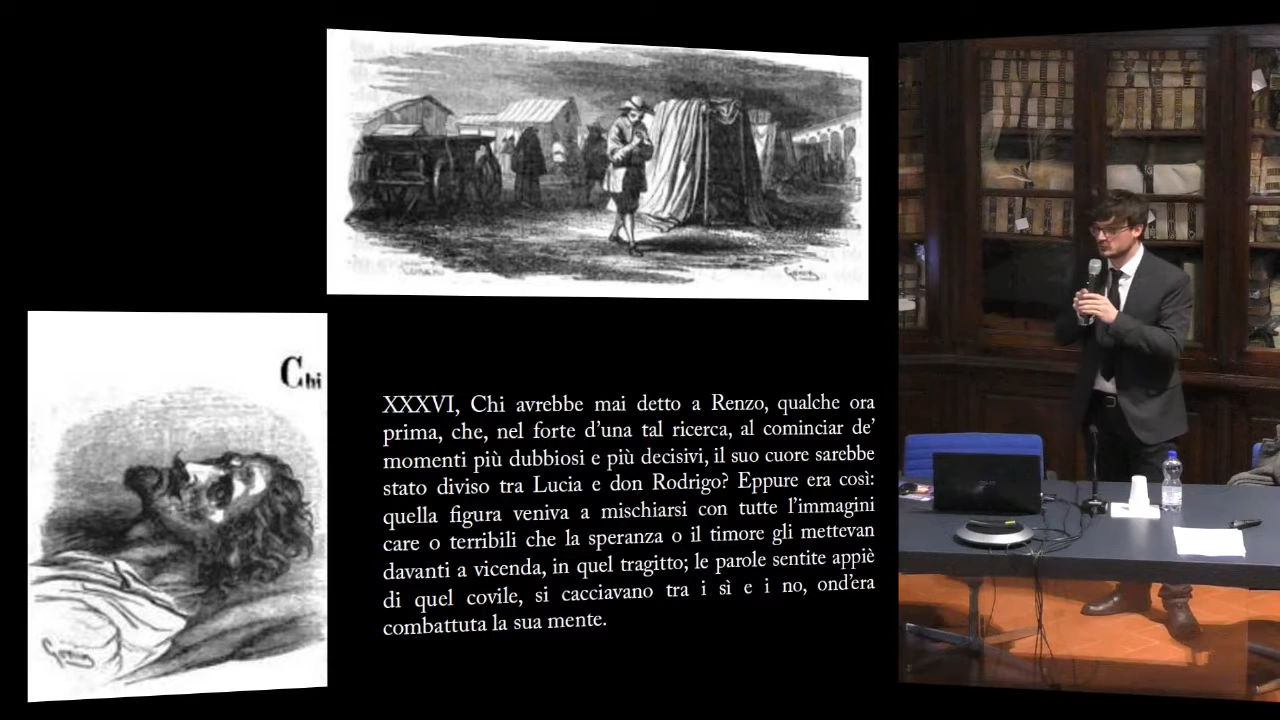 Chi
XXXVI, Chi avrebbe mai detto a Renzo, qualche ora
prima, che, nel forte d'una tal ricerca, al cominciar de'
momenti più dubbiosi e più decisivi, il suo cuore sarebbe
stato diviso tra Lucia e don Rodrigo? Eppure era così:
quella figura veniva a mischiarsi con tutte l'immagini
care o terribili che la speranza o il timore gli mettevan
davanti a vicenda, in quel tragitto; le parole sentite appiè
di quel covile, si cacciavano tra i sì e i no, ond'era
combattuta la sua mente.